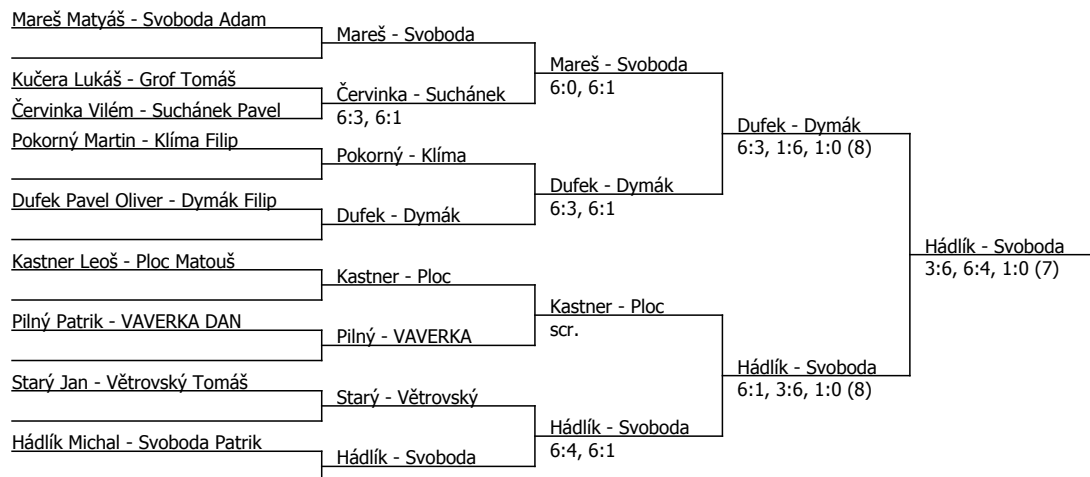 Mareš Matyáš - Svoboda Adam
Kučera Lukáš - Grof Tomáš
Červinka Vilém - Suchánek Pavel
Pokorný Martin - Klíma Filip
Dufek Pavel Oliver - Dymák Filip
Kastner Leoš - Ploc Matouš
Pilný Patrik - VAVERKA DAN
Starý Jan - Větrovský Tomáš
Hádlík Michal - Svoboda Patrik
Mareš - Svoboda
Červinka - Suchánek
6:3, 6:1
Pokorný - Klíma
Dufek - Dymák
Kastner - Ploc
Pilný - VAVERKA
Starý - Větrovský
Hádlík - Svoboda
Mareš - Svoboda
6:0, 6:1
Dufek - Dymák
6:3, 6:1
Kastner - Ploc
scr.
Hádlík - Svoboda
6:4, 6:1
Dufek - Dymák
6:3, 1:6, 1:0 (8)
Hádlík - Svoboda
6:1, 3:6, 1:0 (8)
Hádlík - Svoboda
3:6, 6:4, 1:0 (7)